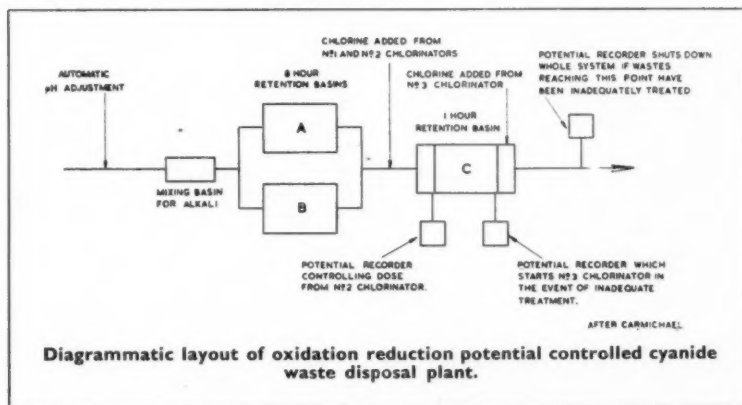 AUTOMATIC
pH ADJUSTMENT
MIXING BASIN
FOR ALKALI
8 HOUR
RETENTION BASINS
A
B
CHLORINE ADDED FROM
Nº1 AND Nº2 CHLORINATORS
CHLORINE ADDED FROM
Nº3 CHLORINATOR
1 HOUR
RETENTION BASIN
C
POTENTIAL RECORDER SHUTS DOWN
WHOLE SYSTEM IF WASTES
REACHING THIS POINT HAVE
BEEN INADEQUATELY TREATED
POTENTIAL RECORDER
CONTROLLING DOSE
FROM Nº2 CHLORINATOR.
POTENTIAL RECORDER WHICH
STARTS Nº3 CHLORINATOR IN
THE EVENT OF INADEQUATE
TREATMENT.
AFTER CARMICHAEL
Diagrammatic layout of oxidation reduction potential controlled cyanide
waste disposal plant.